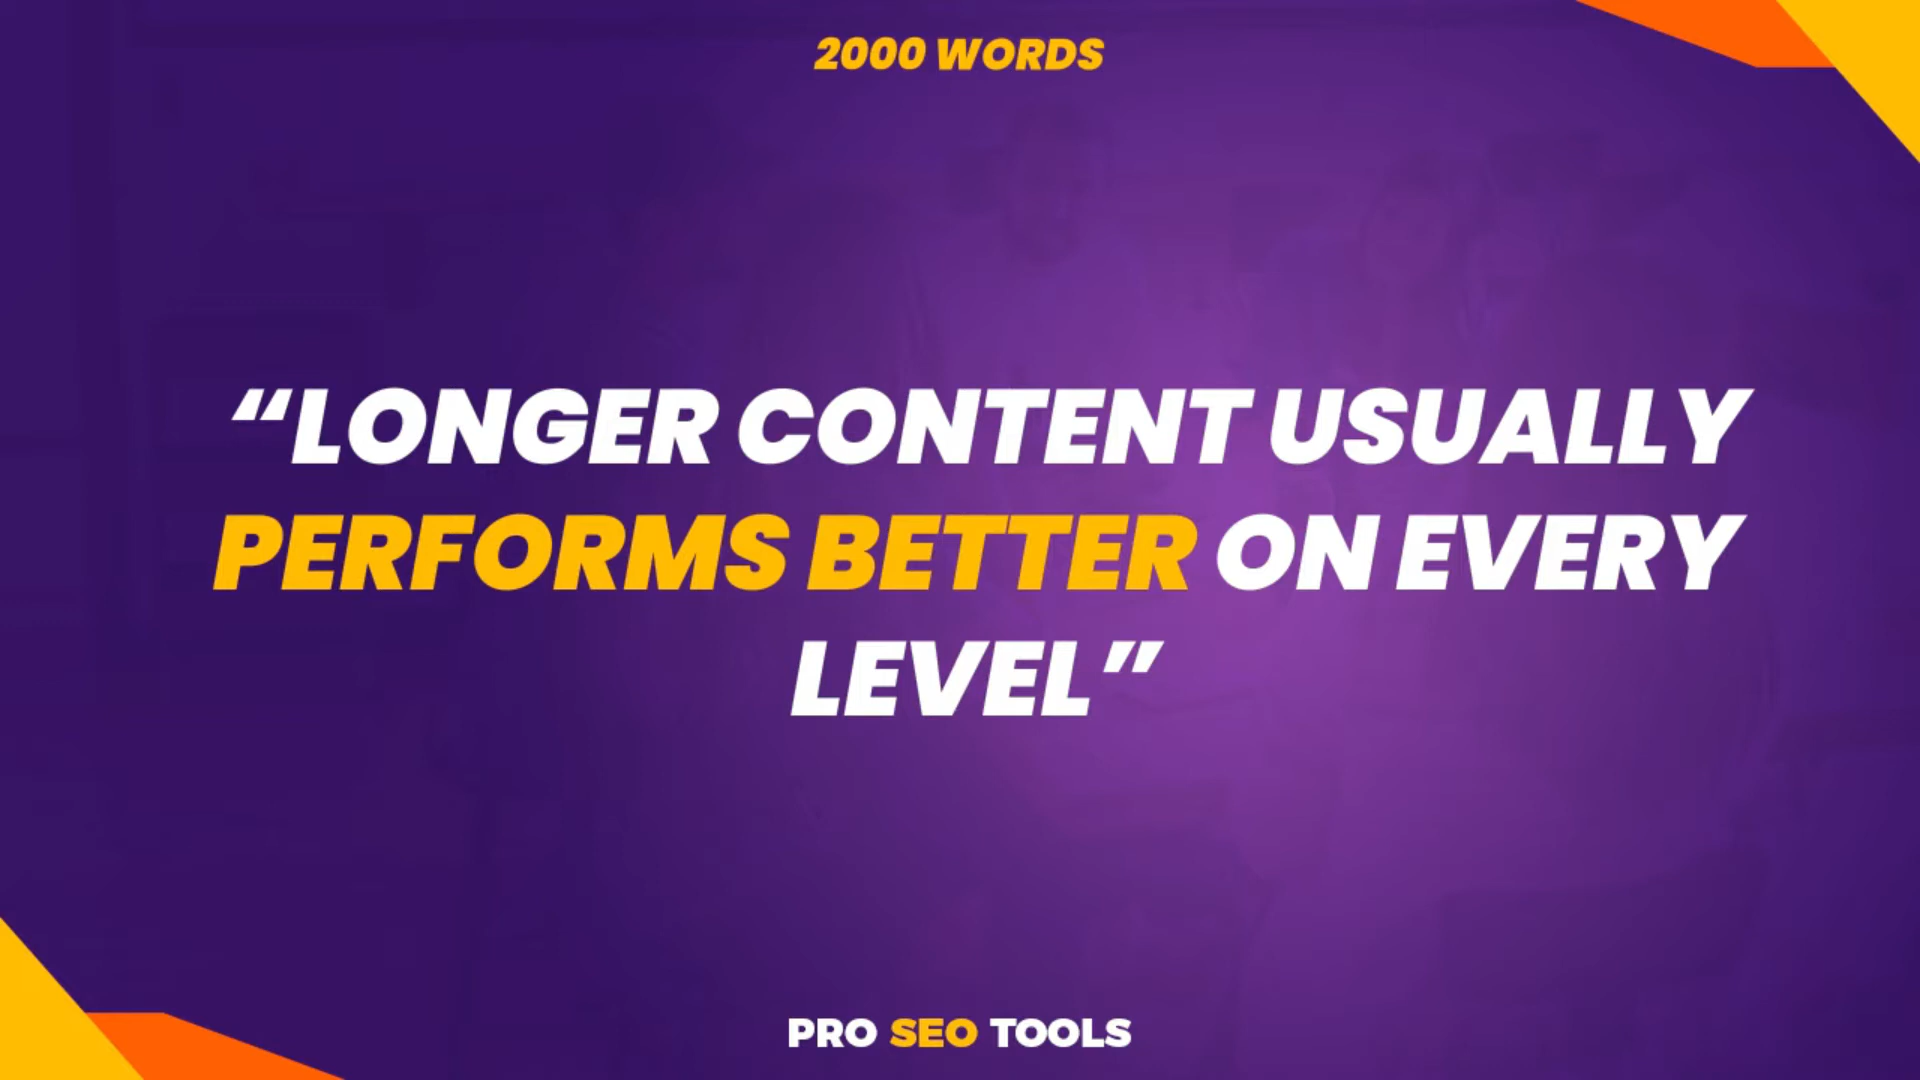 2000 WORDS
“LONGER CONTENT USUALLY
PERFORMS BETTER ON EVERY
LEVEL”
PRO SEO TOOLS